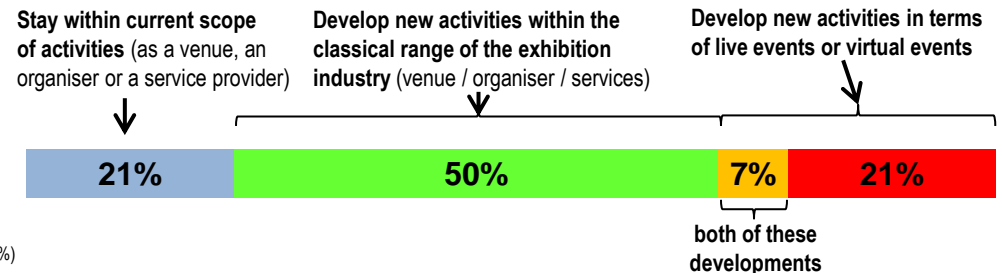 Stay within current scope
of activities (as a venue, an
organiser or a service provider)
Develop new activities within the
classical range of the exhibition
industry (venue / organiser / services)
Develop new activities in terms
of live events or virtual events
21%
50%
7%
21%
both of these
developments
%)